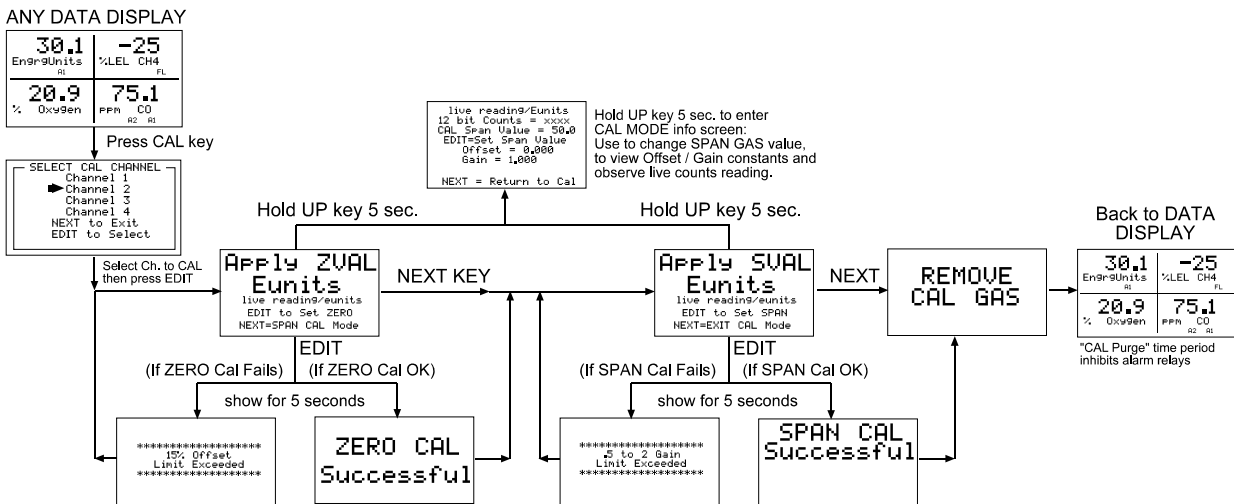 ANY DATA DISPLAY
30.1
EngrgUnits
A1
-25
%LEL CH4
FL
20.9
% Oxygen
75.1
PPM CO
A2 A1
Press CAL key
SELECT CAL CHANNEL
Channel 1
Channel 2
Channel 3
Channel 4
NEXT to Exit
EDIT to Select
Select Ch. to CAL
then press EDIT
live reading/Eunits
12 bit Counts = xxxx
CAL Span Value = 50.0
EDIT=Set Span Value
Offset = 0.000
Gain = 1.000
NEXT = Return to Cal
Hold UP key 5 sec. to enter
CAL MODE info screen:
Use to change SPAN GAS value,
to view Offset / Gain constants and
observe live counts reading.
Hold UP key 5 sec.
Hold UP key 5 sec.
Apply ZVAL
Eunits
live reading/eunits
EDIT to Set ZERO
NEXT=SPAN CAL Mode
NEXT KEY
Apply SVAL
Eunits
live reading/eunits
EDIT to Set SPAN
NEXT=EXIT CAL Mode
NEXT
REMOVE
CAL GAS
Back to DATA
DISPLAY
30.1
EngrgUnits
A1
-25
%LEL CH4
FL
20.9
% Oxygen
75.1
PPM CO
A2 A1
"CAL Purge" time period
inhibits alarm relays
EDIT
(If ZERO Cal Fails)
(If ZERO Cal OK)
show for 5 seconds
*******************
15% Offset
Limit Exceeded
*******************
ZERO CAL
Successful
EDIT
(If SPAN Cal Fails)
(If SPAN Cal OK)
show for 5 seconds
*******************
.5 to 2 Gain
Limit Exceeded
*******************
SPAN CAL
Successful